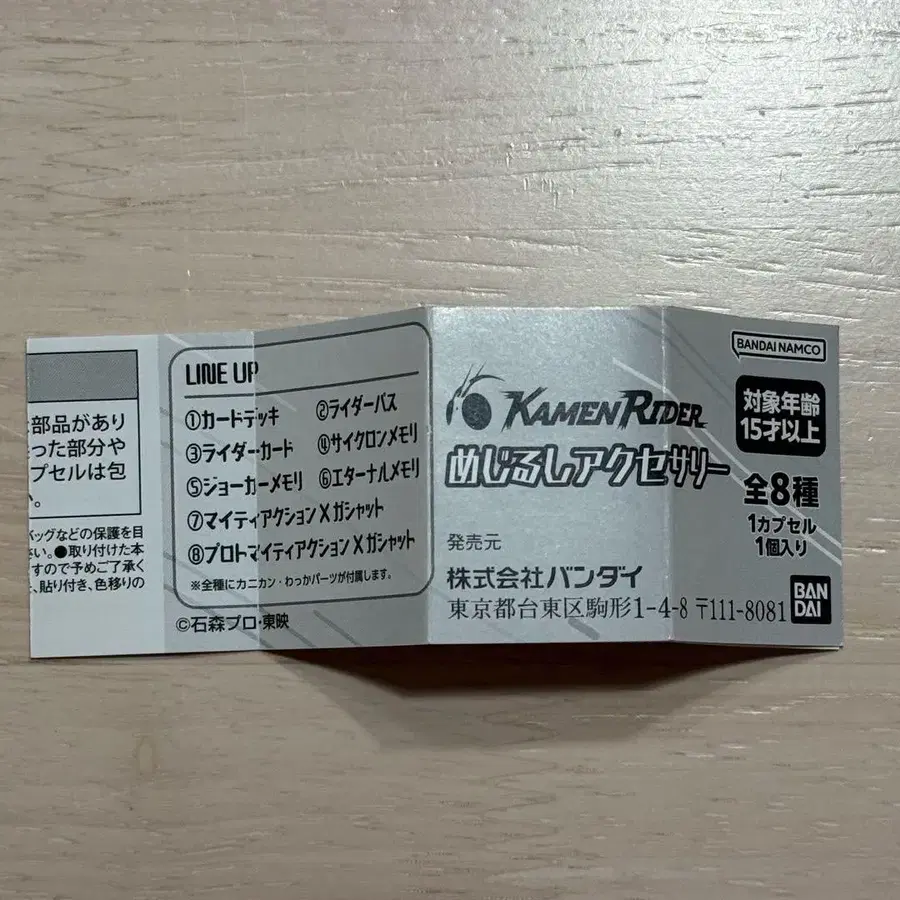 部品があり
った部分や
プセルは包
。
バッグなどの保護を目
さい。●取り付けた本
すので予めご了承く
、貼り付き、色移りの
LINE UP
①カードデッキ ②ライダーパス
③ライダーカード ④サイクロンメモリ
⑤ジョーカーメモリ ⑥エターナルメモリ
⑦マイティアクションXガシャット
⑧プロトマイティアクションXガシャット
※全種にカニカン・わっかパーツが付属します。
©石森プロ・東映
KAMEN RIDER
めじるしアクセサリー
発売元
株式会社バンダイ
東京都台東区駒形1-4-8 〒111-8081
BANDAI NAMCO
対象年齢
15才以上
全8種
1カプセル
1個入り
BAN
DAI